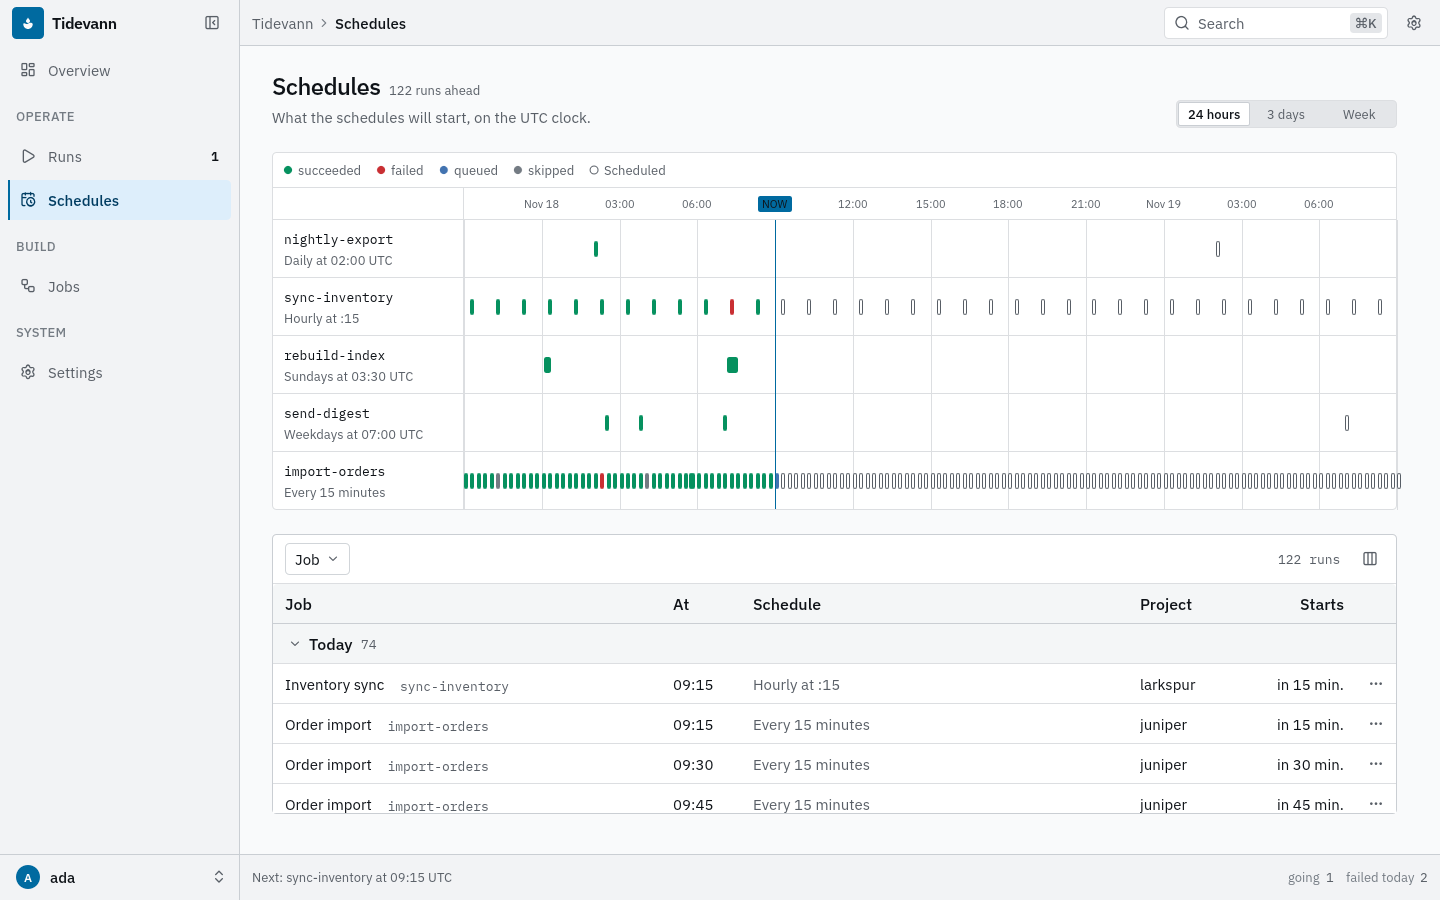 Tidevann
Tidevann > Schedules
Search ⌘K
Overview
OPERATE
Runs 1
Schedules
BUILD
Jobs
SYSTEM
Settings
Schedules 122 runs ahead
What the schedules will start, on the UTC clock.
24 hours 3 days Week
succeeded failed queued skipped Scheduled
Nov 18 03:00 06:00 NOW 12:00 15:00 18:00 21:00 Nov 19 03:00 06:00
nightly-export
Daily at 02:00 UTC
sync-inventory
Hourly at :15
rebuild-index
Sundays at 03:30 UTC
send-digest
Weekdays at 07:00 UTC
import-orders
Every 15 minutes
Job 122 runs
Job At Schedule Project Starts
Today 74
Inventory sync sync-inventory 09:15 Hourly at :15 larkspur in 15 min.
Order import import-orders 09:15 Every 15 minutes juniper in 15 min.
Order import import-orders 09:30 Every 15 minutes juniper in 30 min.
Order import import-orders 09:45 Every 15 minutes juniper in 45 min.
A ada
Next: sync-inventory at 09:15 UTC
going 1 failed today 2